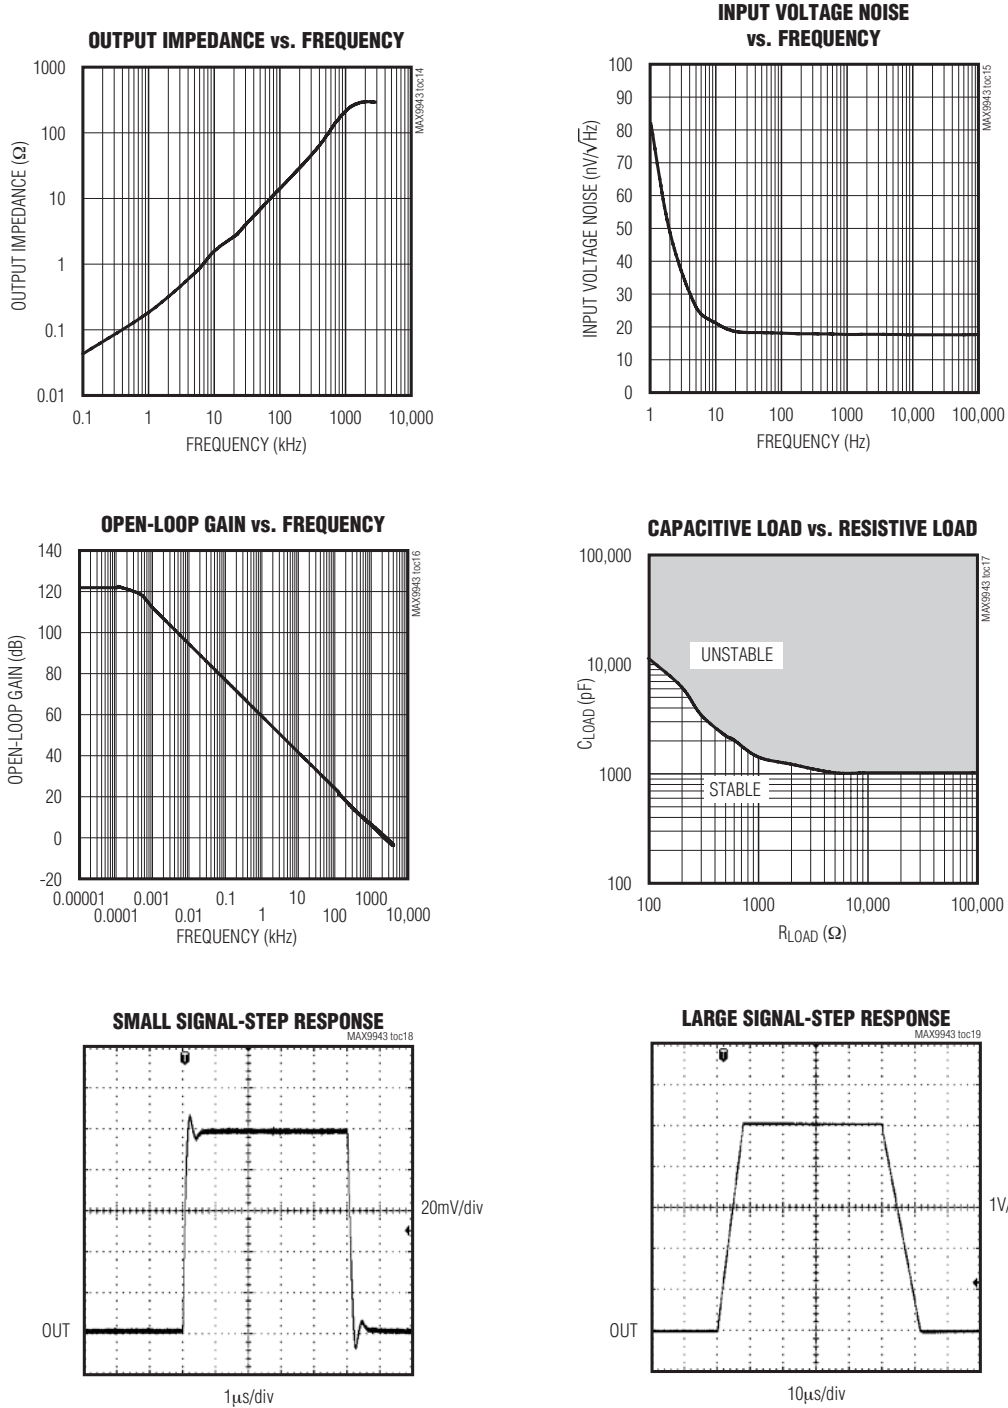 OUTPUT IMPEDANCE vs. FREQUENCY
MAX9943 toc14
OUTPUT IMPEDANCE (Ω)
1000
100
10
1
0.1
0.01
0.1
1
10
100
1000
10,000
FREQUENCY (kHz)
INPUT VOLTAGE NOISE
vs. FREQUENCY
MAX9943 toc15
INPUT VOLTAGE NOISE (nV/√Hz)
100
90
80
70
60
50
40
30
20
10
0
1
10
100
1000
10,000
100,000
FREQUENCY (Hz)
OPEN-LOOP GAIN vs. FREQUENCY
MAX9943 toc16
OPEN-LOOP GAIN (dB)
140
120
100
80
60
40
20
0
-20
0.00001
0.0001
0.001
0.01
0.1
1
10
100
1000
10,000
FREQUENCY (kHz)
CAPACITIVE LOAD vs. RESISTIVE LOAD
MAX9943 toc17
CLOAD (pF)
100,000
10,000
1000
100
UNSTABLE
STABLE
100
1000
10,000
100,000
RLOAD (Ω)
SMALL SIGNAL-STEP RESPONSE
MAX9943 toc18
T
20mV/div
OUT
1μs/div
LARGE SIGNAL-STEP RESPONSE
MAX9943 toc19
T
1V/
OUT
10μs/div